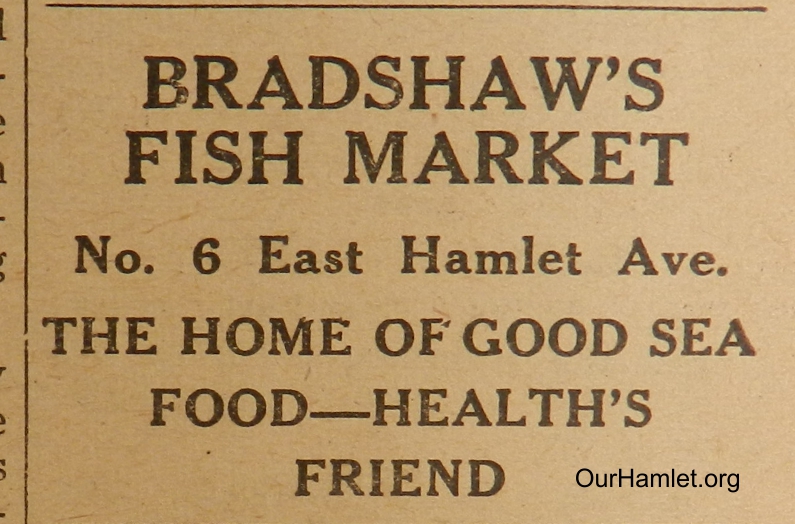 BRADSHAW'S
FISH MARKET
No. 6 East Hamlet Ave.
THE HOME OF GOOD SEA
FOOD—HEALTH'S
FRIEND
OurHamlet.org